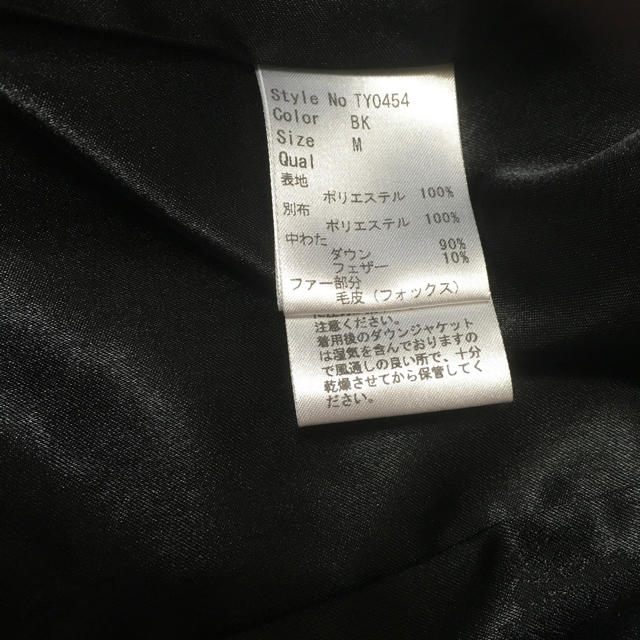 Style No TY0454
Color BK
Size M
Qual
表地
ポリエステル 100%
別布
ポリエステル 100%
中わた
ダウン 90%
フェザー 10%
ファー部分
毛皮(フォックス)
注意ください。
着用後のダウンジャケット
は湿気を含んでおりますの
で風通しの良い所で、十分
乾燥させてから保管してく
ださい。